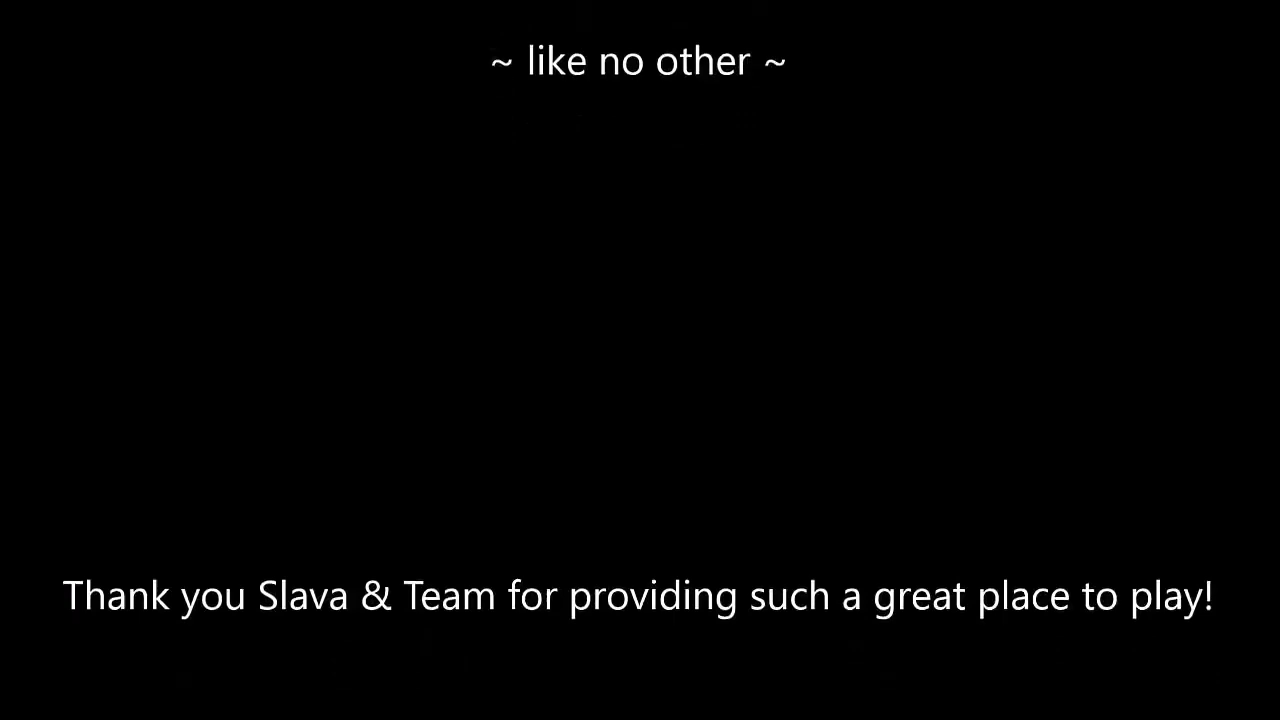 ~ like no other ~
Thank you Slava & Team for providing such a great place to play!